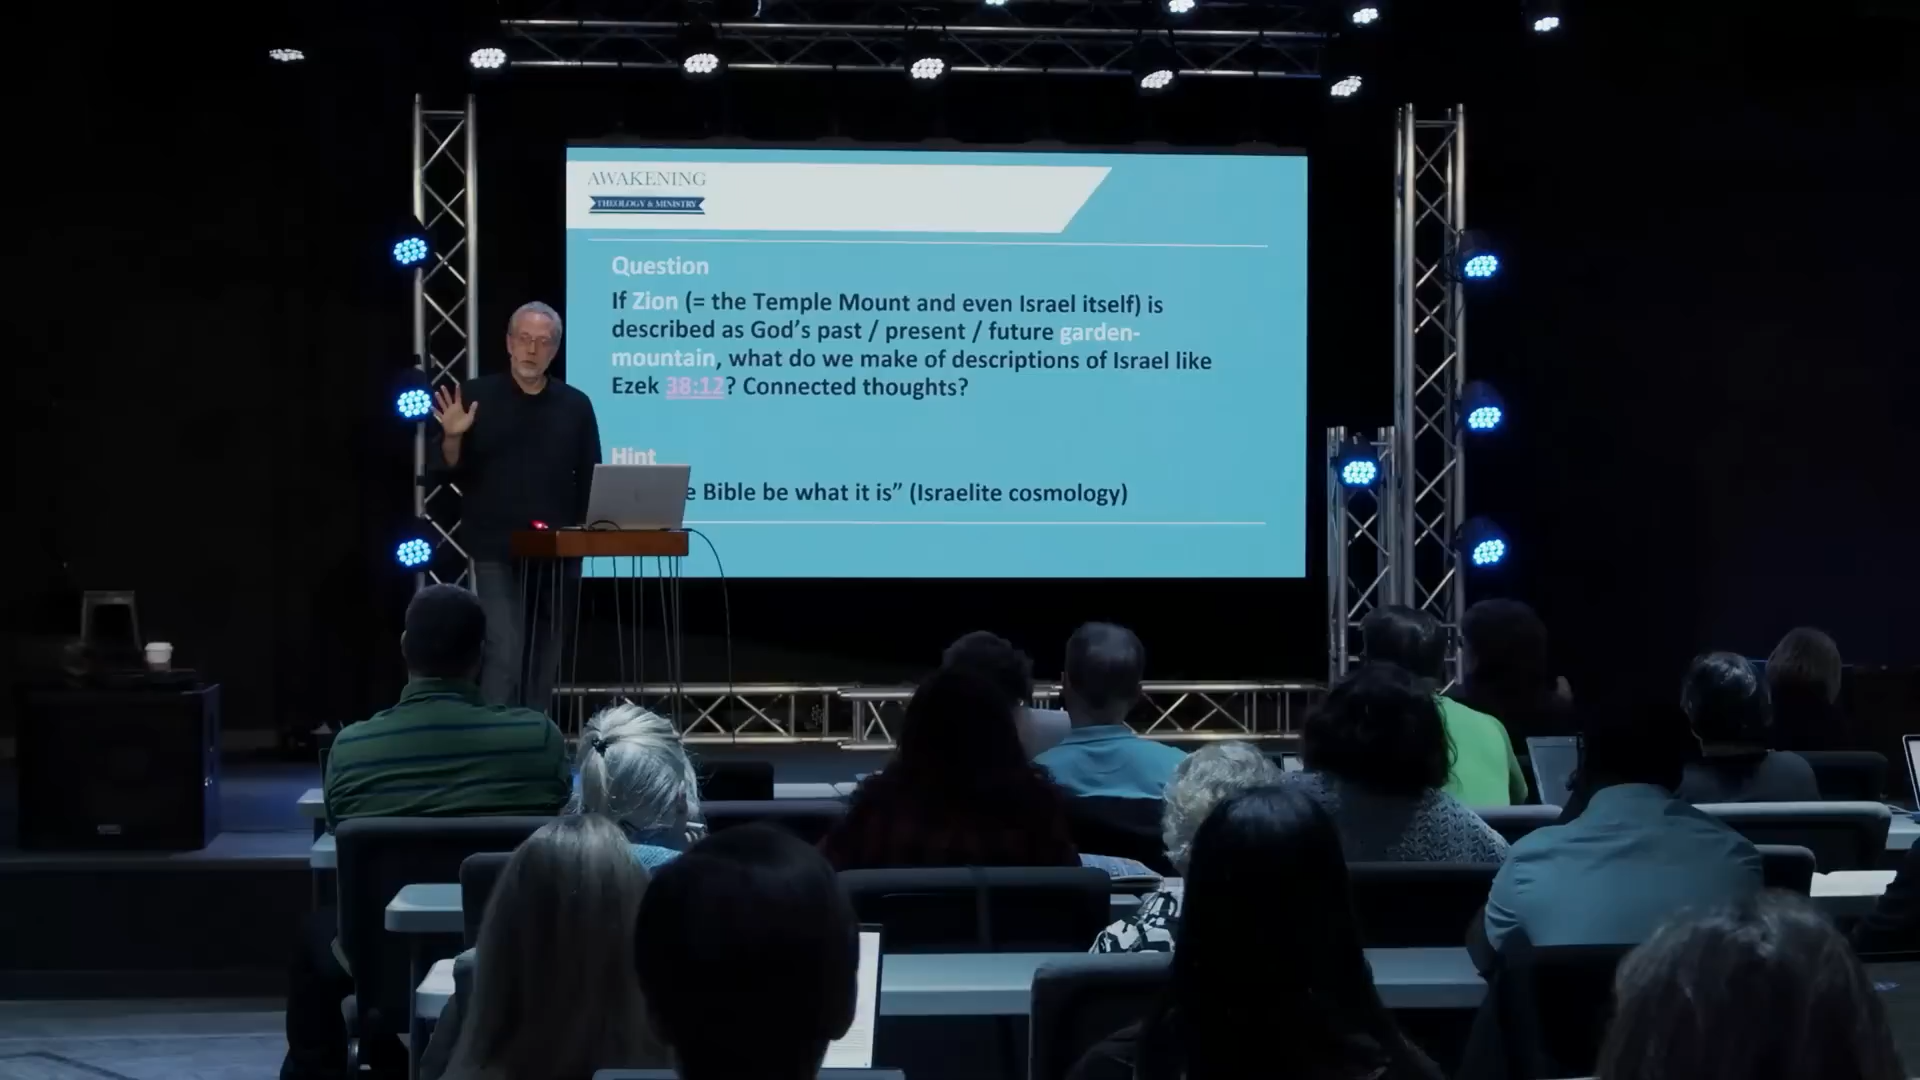 AWAKENING
THEOLOGY & MINISTRY
Question
If Zion (= the Temple Mount and even Israel itself) is
described as God’s past / present / future garden-
mountain, what do we make of descriptions of Israel like
Ezek 38:12? Connected thoughts?
Hint
Bible be what it is” (Israelite cosmology)